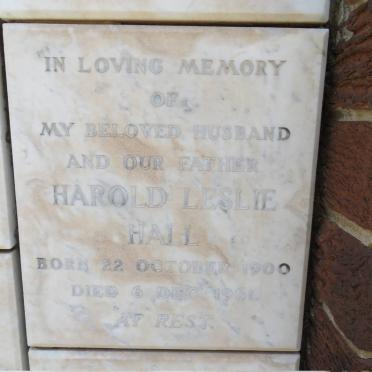 IN LOVING MEMORY
OF
MY BELOVED HUSBAND
AND OUR FATHER
HAROLD LESLIE
HALL
BORN 22 OCTOBER 1900
DIED 6 DEC. 1961.
AT REST.